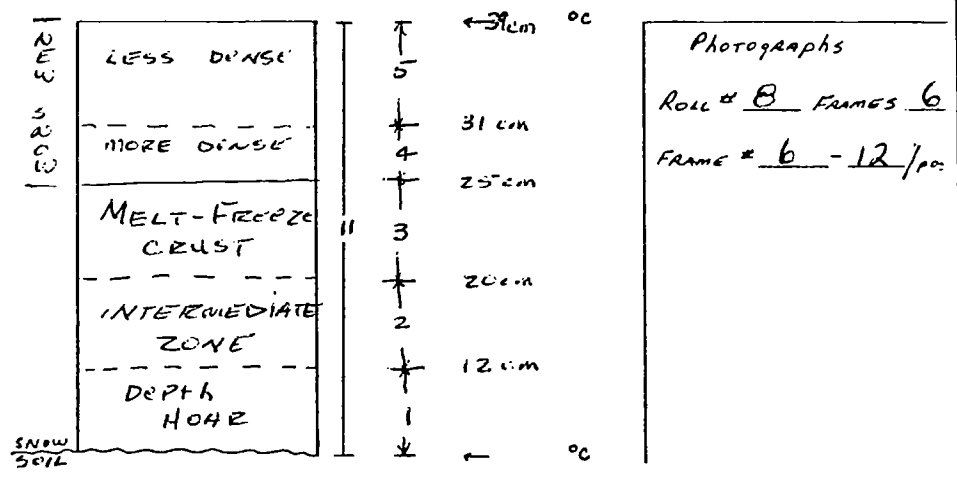 NEW SNOW
LESS DENSE
MORE DENSE
MELT-FREEZE
CRUST
INTERMEDIATE
ZONE
Depth
HOAR
SNOW
SOIL
11
5
4
3
2
1
39cm °C
31 cm
25 cm
20cm
12 cm
°C
Photographs
ROLL # 8 FRAMES 6
FRAME # 6 - 12